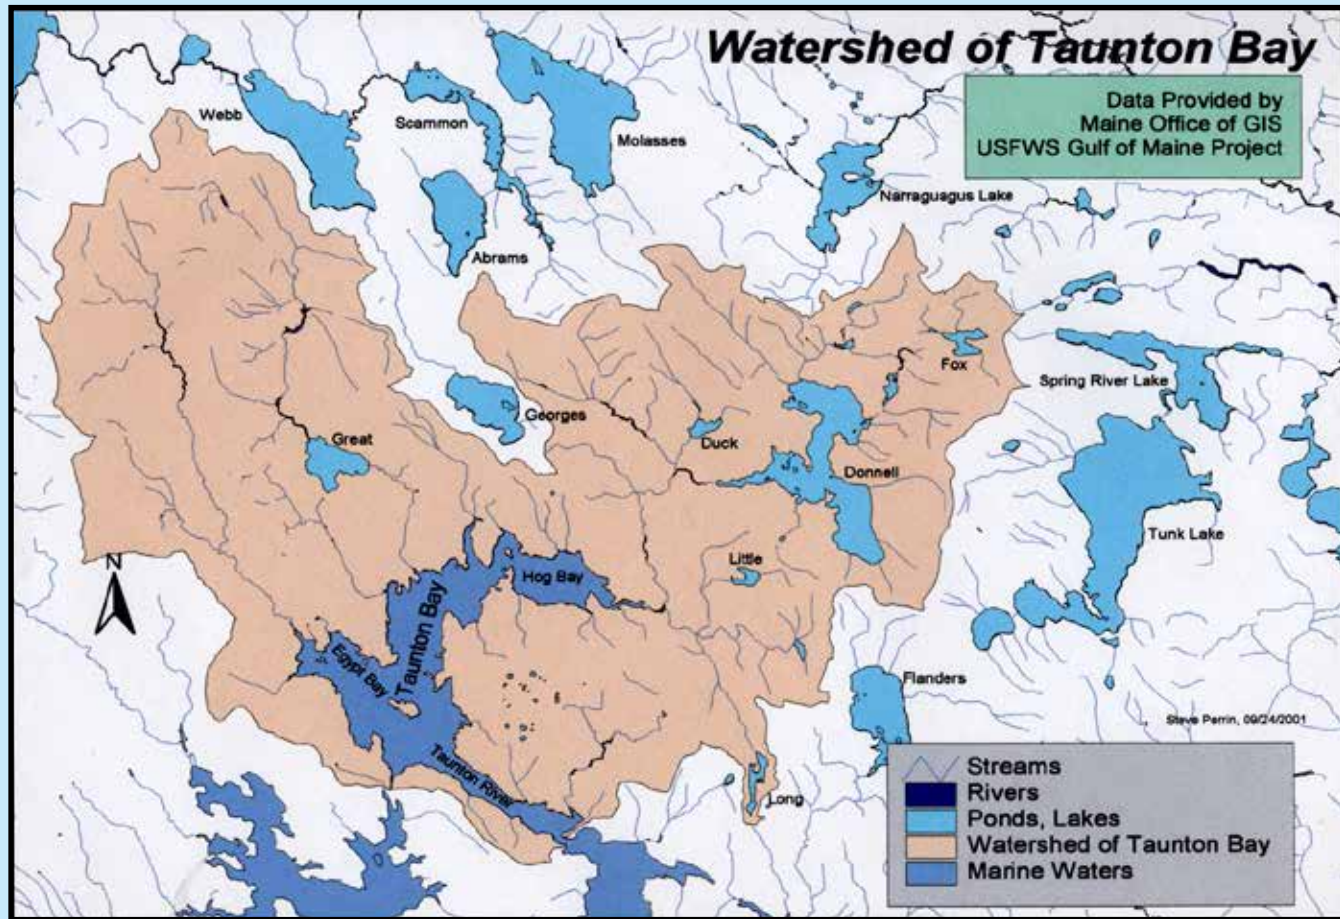 Watershed of Taunton Bay
Data Provided by
Maine Office of GIS
USFWS Gulf of Maine Project
Webb
Scammon
Molasses
Narraguagus Lake
Abrams
Fox
Spring River Lake
Georges
Great
Duck
Donnell
Tunk Lake
N
Little
Hog Bay
Taunton Bay
Egypt Bay
Flanders
Steve Perrin, 09/24/2001
Taunton River
Long
Streams
Rivers
Ponds, Lakes
Watershed of Taunton Bay
Marine Waters